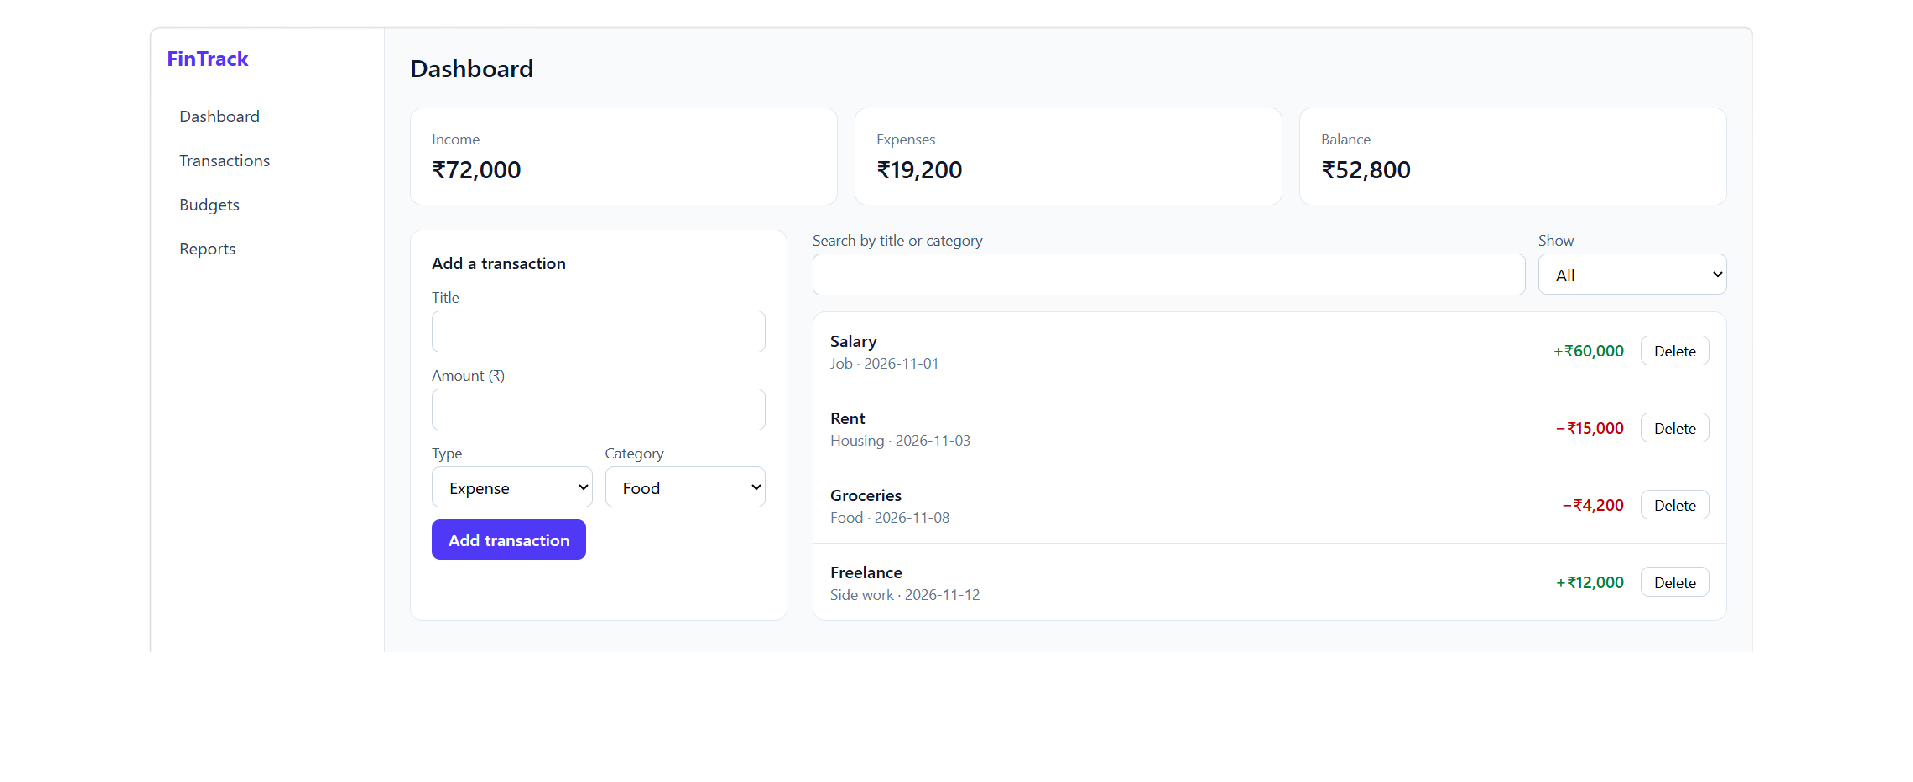 FinTrack
Dashboard
Transactions
Budgets
Reports
Dashboard
Income
₹72,000
Expenses
₹19,200
Balance
₹52,800
Add a transaction
Title
Amount (₹)
Type
Category
Expense
Food
Add transaction
Search by title or category
Show
All
Salary
Job · 2026-11-01
+₹60,000
Delete
Rent
Housing · 2026-11-03
−₹15,000
Delete
Groceries
Food · 2026-11-08
−₹4,200
Delete
Freelance
Side work · 2026-11-12
+₹12,000
Delete